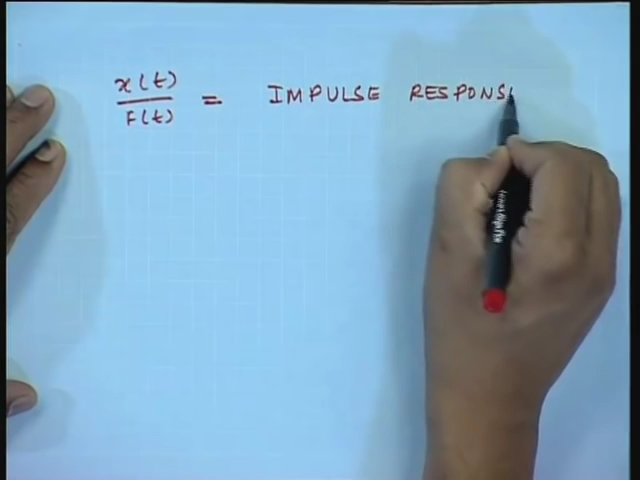 x(t) / F(t) = IMPULSE RESPONS